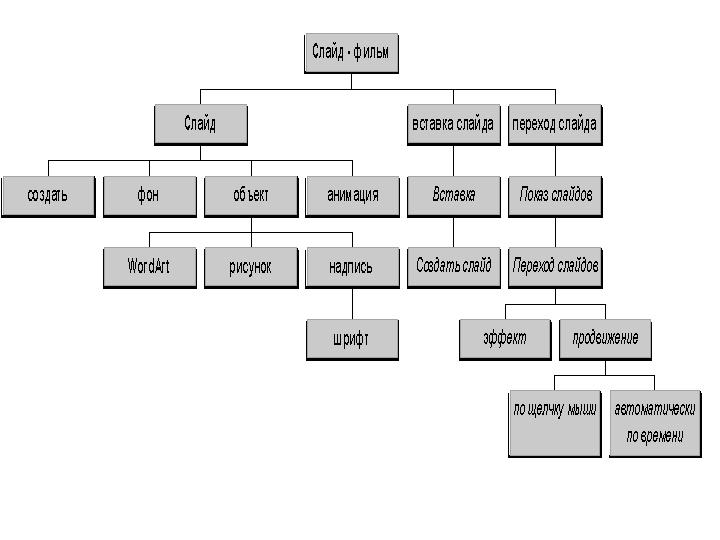 Слайд - фильм
Слайд
вставка слайда
переход слайда
создать
фон
объект
анимация
Вставка
Показ слайдов
WordArt
рисунок
надпись
Создать слайд
Переход слайдов
шрифт
эффект
продвижение
по щелчку мыши
автоматически
по времени